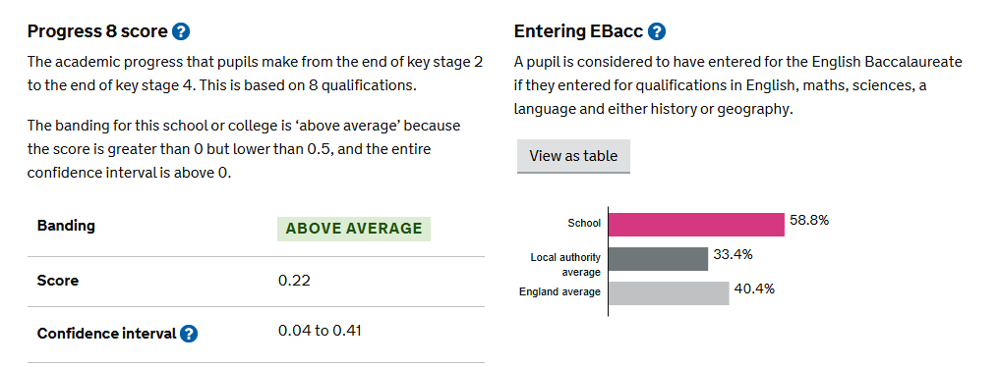 Progress 8 score ?
The academic progress that pupils make from the end of key stage 2
to the end of key stage 4. This is based on 8 qualifications.
The banding for this school or college is ‘above average’ because
the score is greater than 0 but lower than 0.5, and the entire
confidence interval is above 0.
Banding ABOVE AVERAGE
Score 0.22
Confidence interval ? 0.04 to 0.41
Entering EBacc ?
A pupil is considered to have entered for the English Baccalaureate
if they entered for qualifications in English, maths, sciences, a
language and either history or geography.
View as table
School 58.8%
Local authority 33.4%
average
England average 40.4%